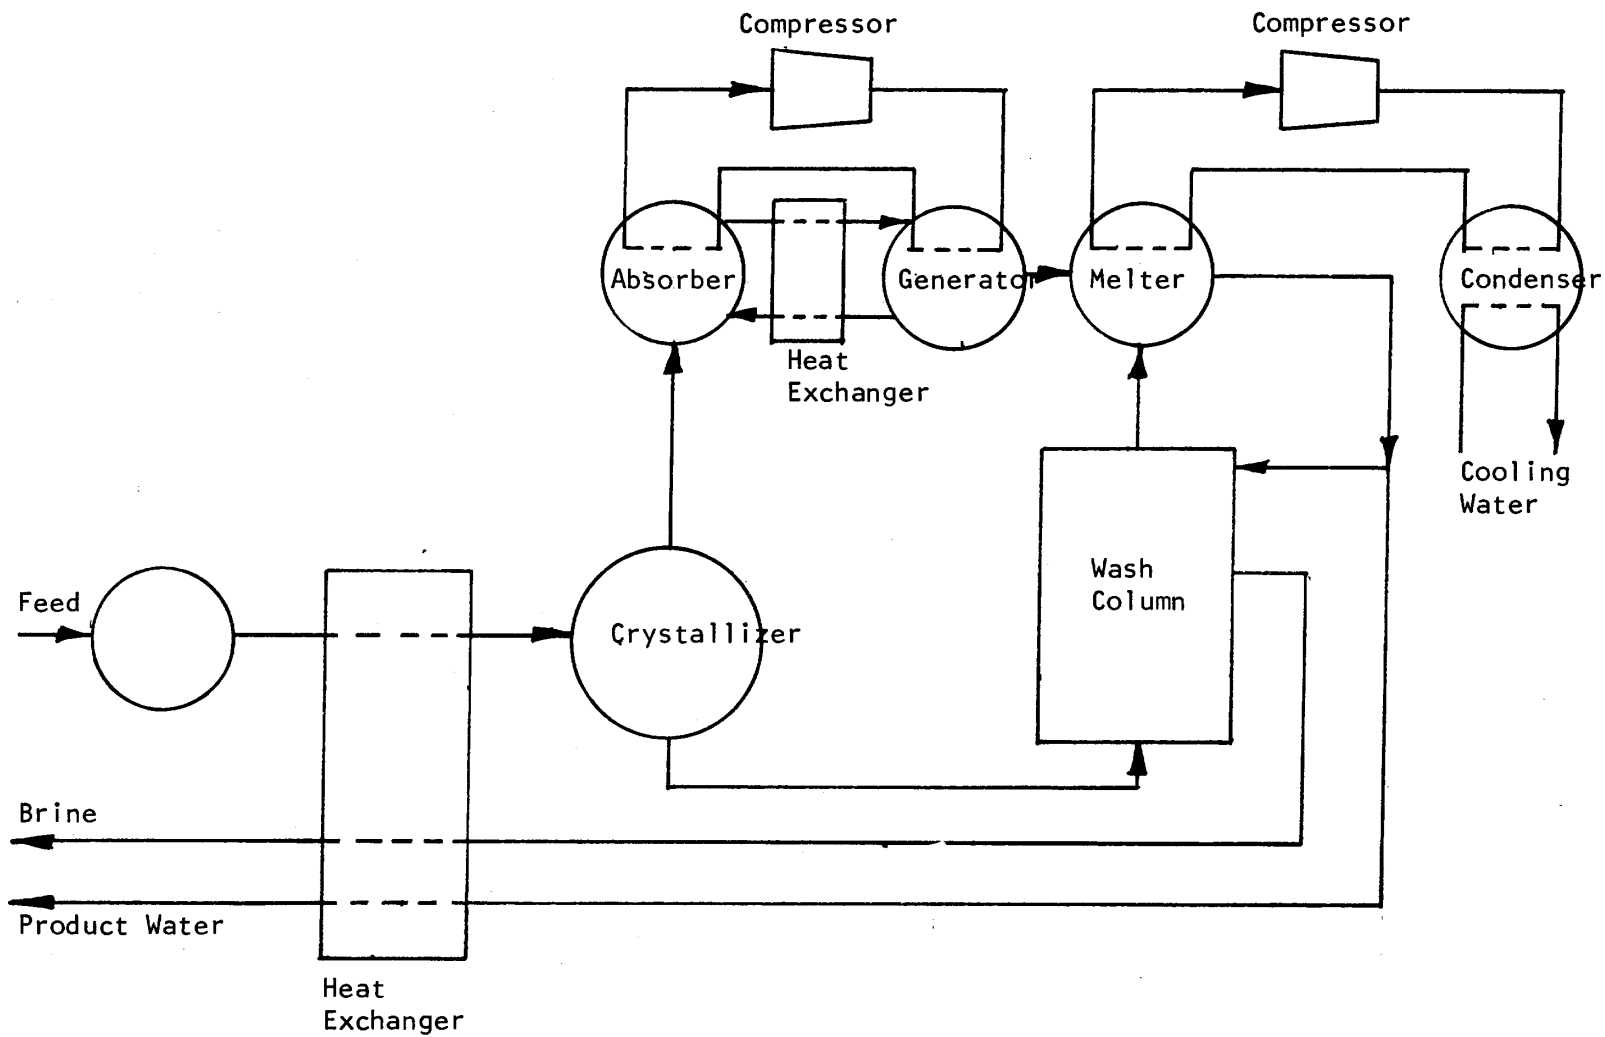 Compressor
Compressor
Absorber
Generator
Melter
Condenser
Heat
Exchanger
Cooling
Water
Wash
Column
Feed
Crystallizer
Brine
Product Water
Heat
Exchanger